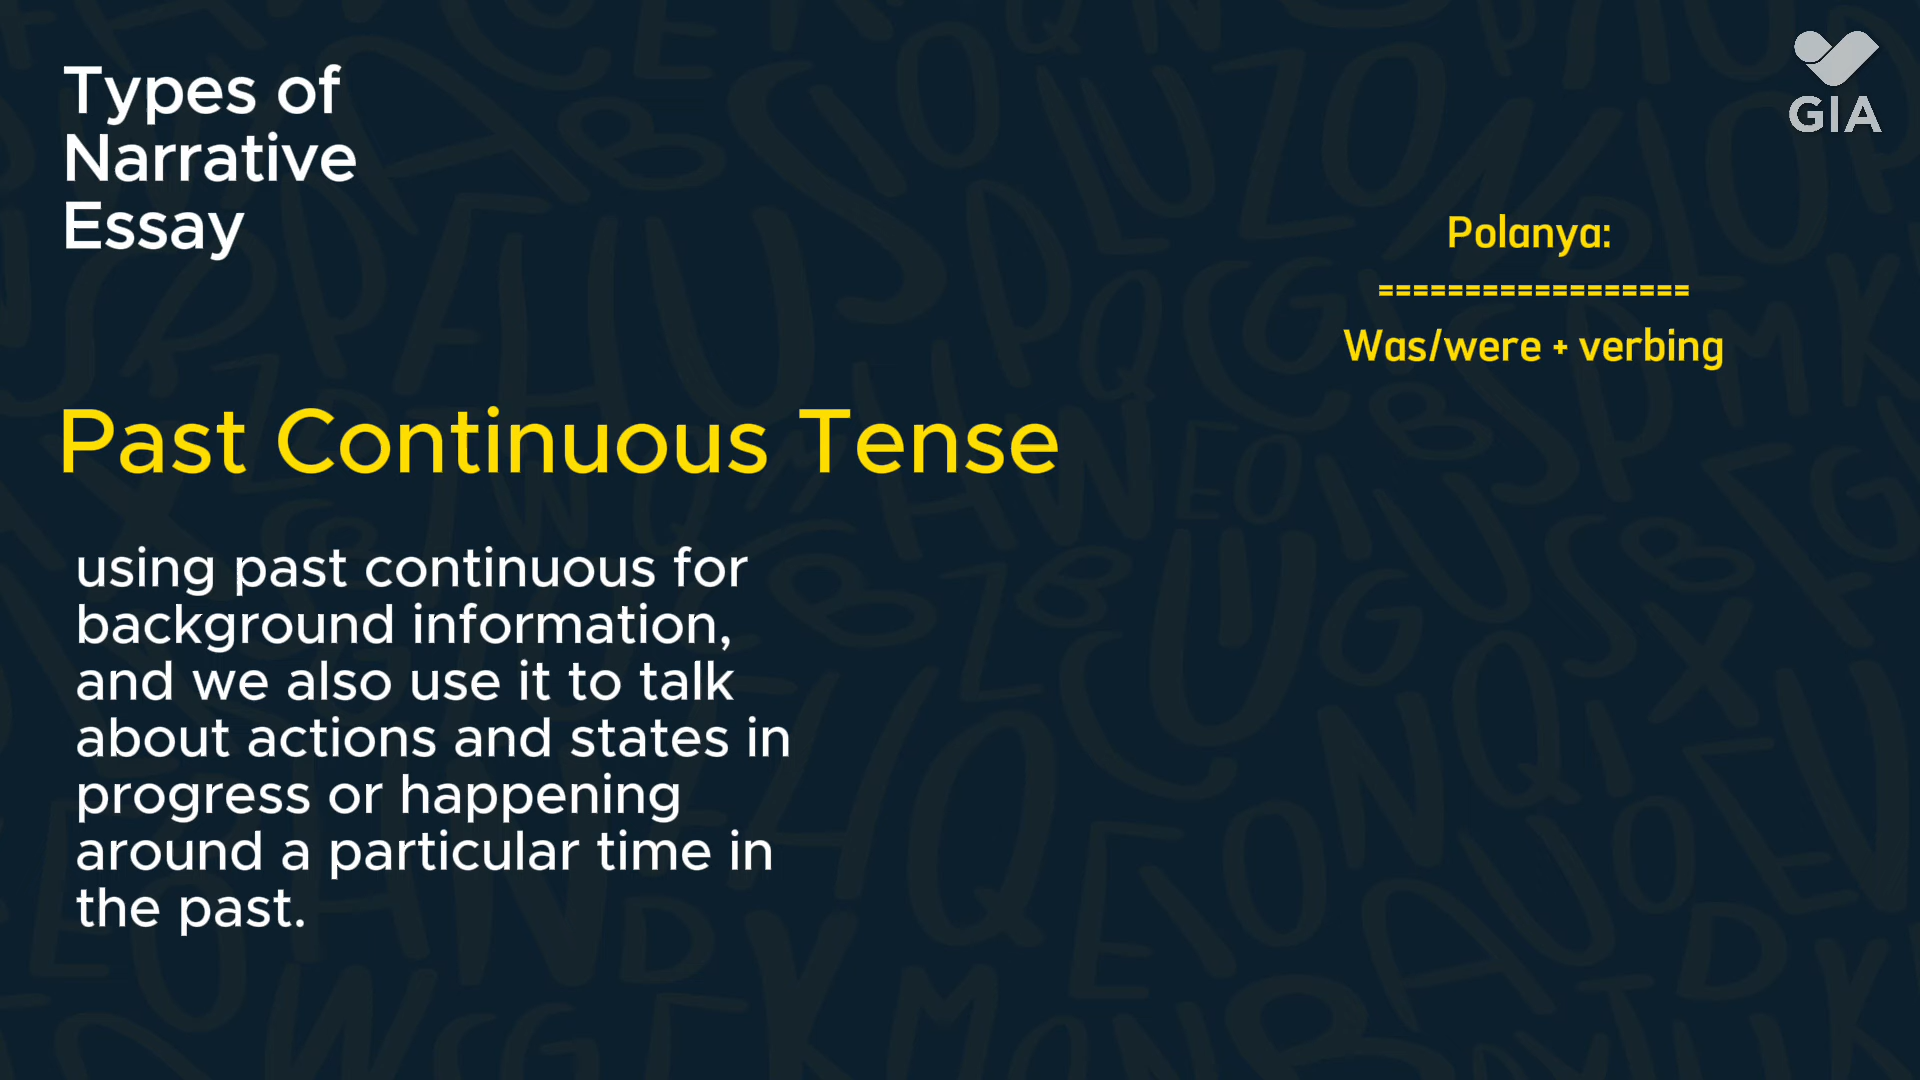 Types of
Narrative
Essay
GIA
Polanya:
==================
Was/were + verbing
Past Continuous Tense
using past continuous for
background information,
and we also use it to talk
about actions and states in
progress or happening
around a particular time in
the past.